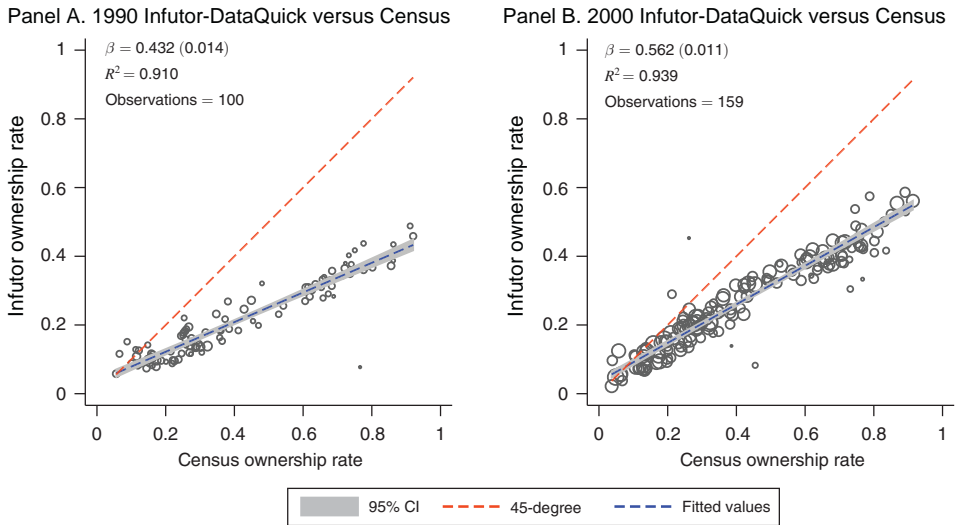 Panel A. 1990 Infutor-DataQuick versus Census
β = 0.432 (0.014)
R² = 0.910
Observations = 100
Infutor ownership rate
1
0.8
0.6
0.4
0.2
0
0 0.2 0.4 0.6 0.8 1
Census ownership rate
Panel B. 2000 Infutor-DataQuick versus Census
β = 0.562 (0.011)
R² = 0.939
Observations = 159
Infutor ownership rate
1
0.8
0.6
0.4
0.2
0
0 0.2 0.4 0.6 0.8 1
Census ownership rate
95% CI 45-degree Fitted values